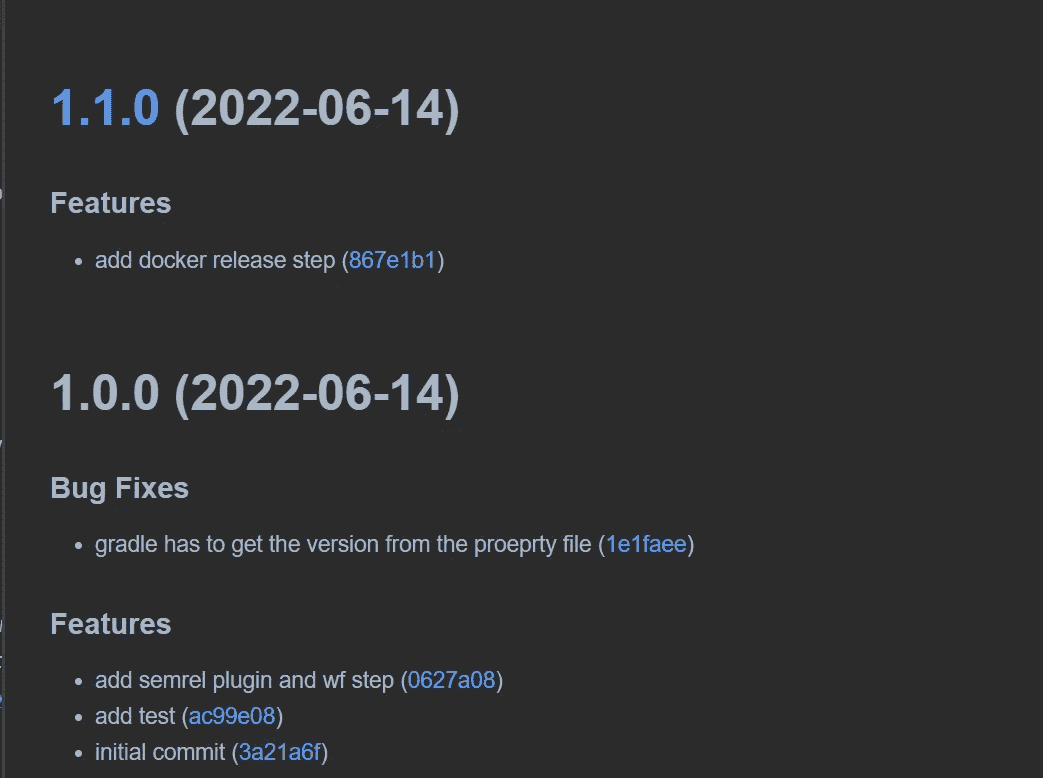 1.1.0 (2022-06-14)
Features
• add docker release step (867e1b1)
1.0.0 (2022-06-14)
Bug Fixes
• gradle has to get the version from the proeprty file (1e1faee)
Features
• add semrel plugin and wf step (0627a08)
• add test (ac99e08)
• initial commit (3a21a6f)